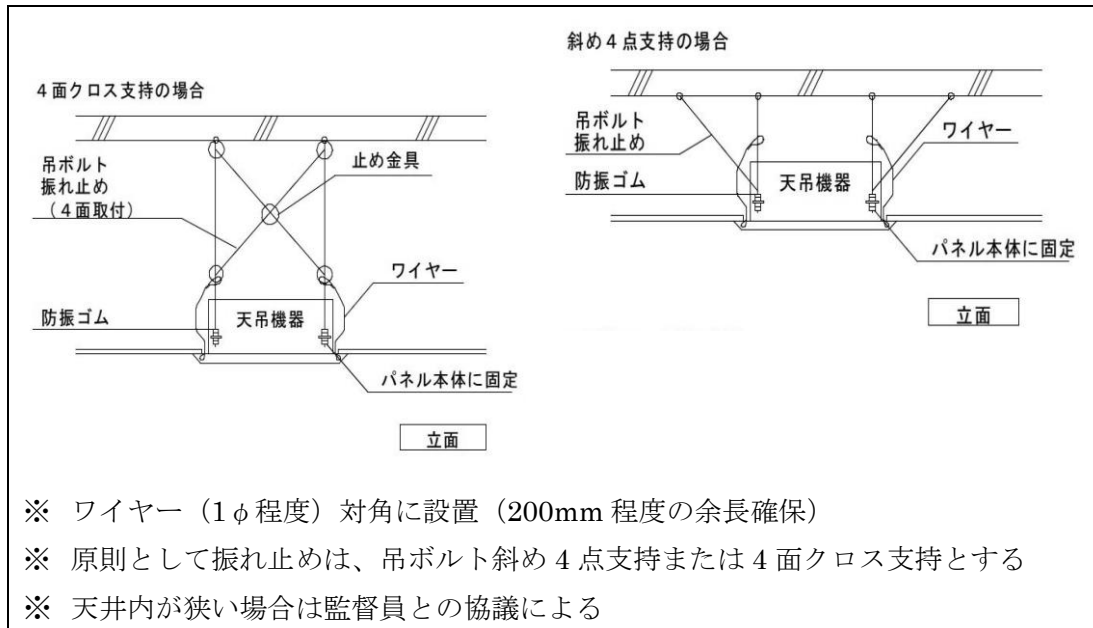 4面クロス支持の場合
吊ボルト
振れ止め
(4面取付)
止め金具
ワイヤー
防振ゴム
天吊機器
パネル本体に固定
立面
斜め4点支持の場合
吊ボルト
振れ止め
ワイヤー
防振ゴム
天吊機器
パネル本体に固定
立面
※ ワイヤー（1φ程度）対角に設置（200mm 程度の余長確保）
※ 原則として振れ止めは、吊ボルト斜め 4 点支持または 4 面クロス支持とする
※ 天井内が狭い場合は監督員との協議による